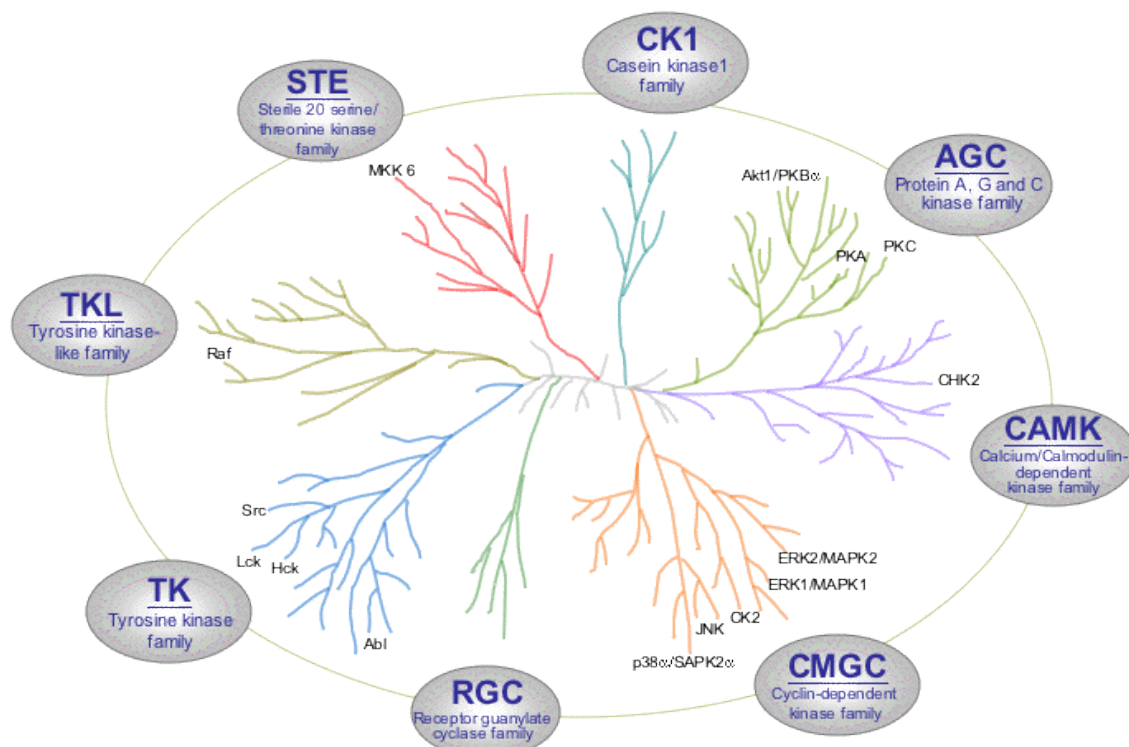 CK1
Casein kinase1
family
STE
Sterile 20 serine/
threonine kinase
family
AGC
Protein A, G and C
kinase family
MKK 6
Akt1/PKBα
PKA
PKC
TKL
Tyrosine kinase-
like family
Raf
CHK2
CAMK
Calcium/Calmodulin-
dependent
kinase family
Src
Lck
Hck
Abl
ERK2/MAPK2
ERK1/MAPK1
CK2
JNK
p38α/SAPK2α
TK
Tyrosine kinase
family
RGC
Receptor guanylate
cyclase family
CMGC
Cyclin-dependent
kinase family